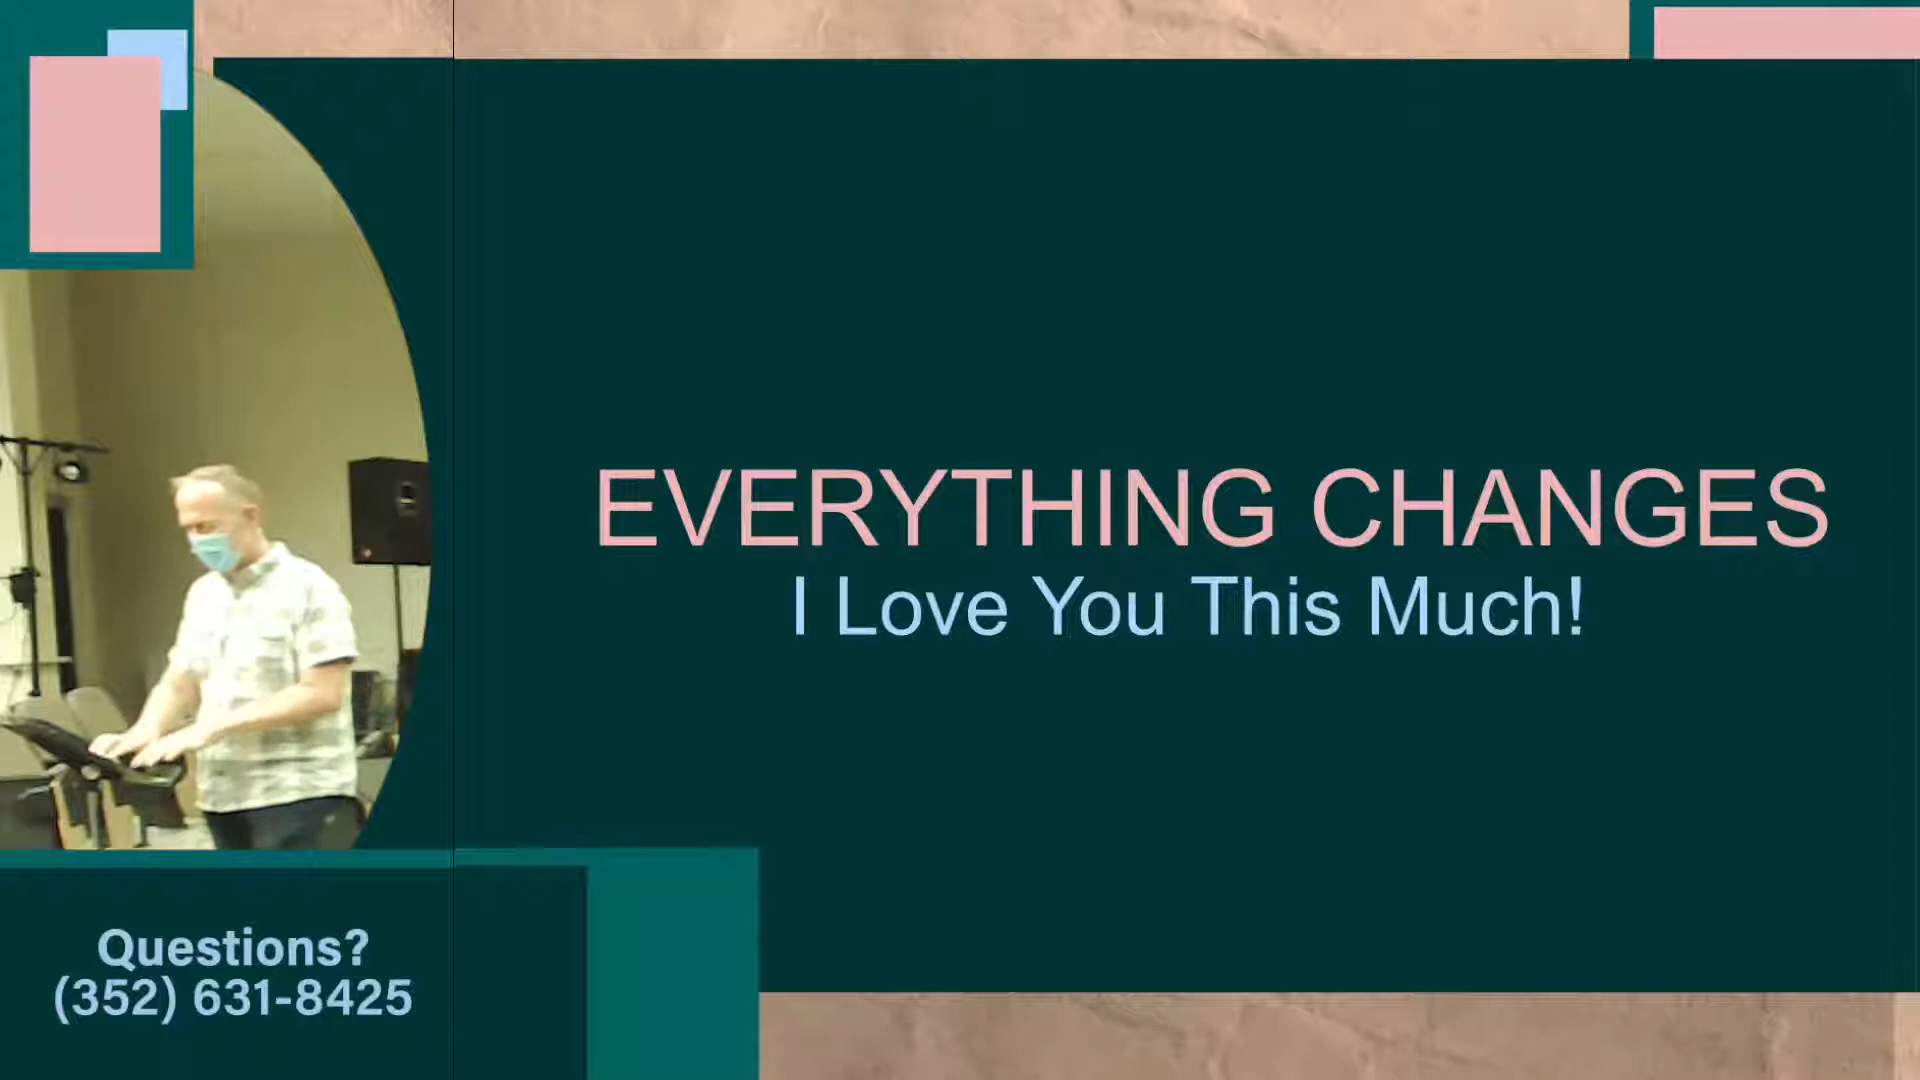 EVERYTHING CHANGES
I Love You This Much!
Questions?
(352) 631-8425